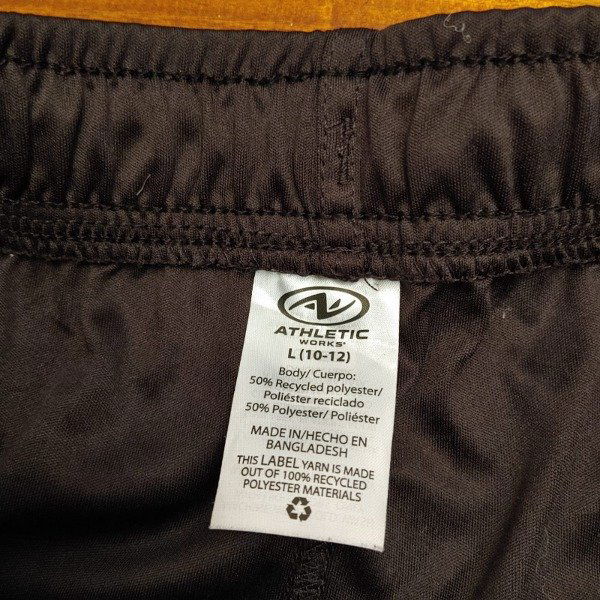 ATHLETIC
WORKS®
L (10-12)
Body/ Cuerpo:
50% Recycled polyester/
Poliéster reciclado
50% Polyester/ Poliéster
MADE IN/HECHO EN
BANGLADESH
THIS LABEL YARN IS MADE
OUT OF 100% RECYCLED
POLYESTER MATERIALS